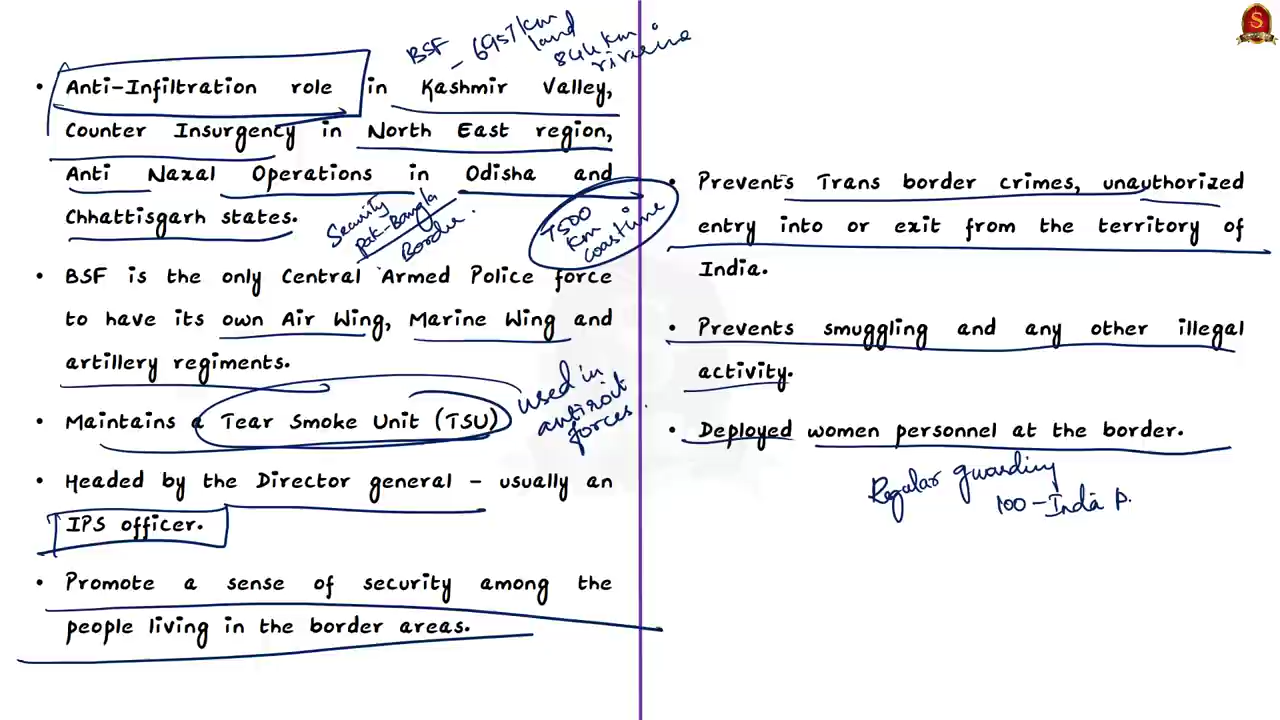 BSF - 6957 km
land
844 km
riverine
• Anti-Infiltration role in Kashmir Valley,
Counter Insurgency in North East region,
Anti Naxal Operations in Odisha and
Chhattisgarh states.
Security
Pak-Bangla
Border.
7500
km
coastline
• BSF is the only Central Armed Police force
to have its own Air Wing, Marine Wing and
artillery regiments.
• Maintains a Tear Smoke Unit (TSU)
used in
antiriot
forces.
• Headed by the Director general – usually an
IPS officer.
• Promote a sense of security among the
people living in the border areas.
• Prevents Trans border crimes, unauthorized
entry into or exit from the territory of
India.
• Prevents smuggling and any other illegal
activity.
• Deployed women personnel at the border.
Regular guarding
100 - India P.